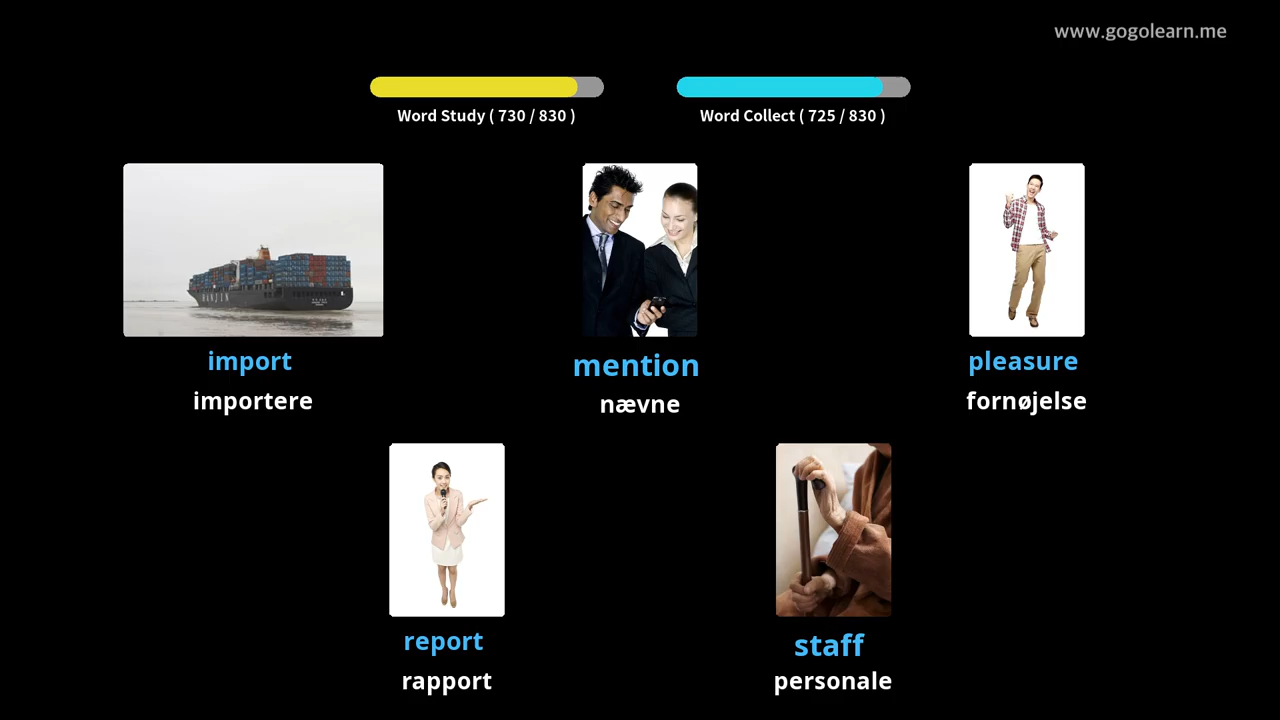 www.gogolearn.me
Word Study ( 730 / 830 )
Word Collect ( 725 / 830 )
HANJIN
import
mention
pleasure
importere
nævne
fornøjelse
report
staff
rapport
personale